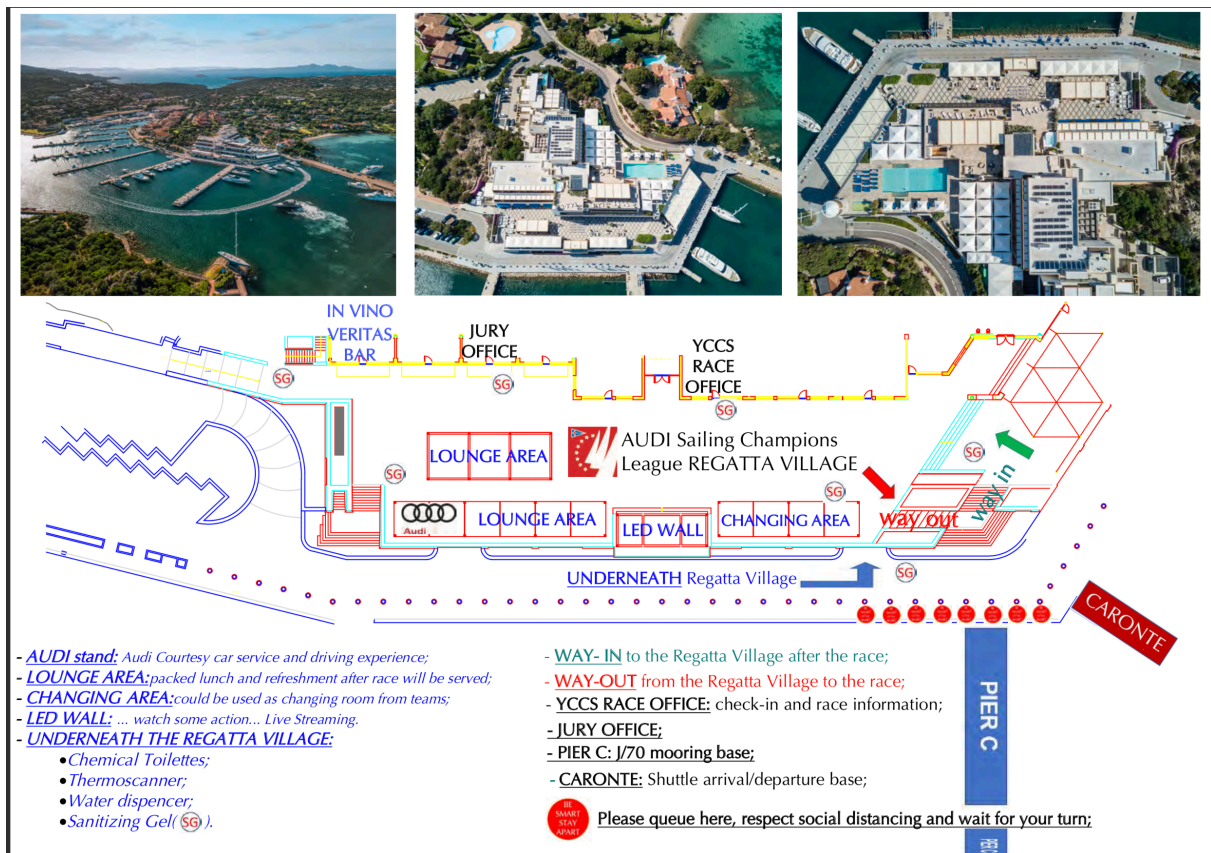 IN VINO
VERITAS
BAR
JURY
OFFICE
YCCS
RACE
OFFICE
SG
SG
SG
AUDI Sailing Champions
League REGATTA VILLAGE
LOUNGE AREA
SG
SG
way in
SG
Audi
LOUNGE AREA
LED WALL
CHANGING AREA
way out
UNDERNEATH Regatta Village
SG
CARONTE
- AUDI stand: Audi Courtesy car service and driving experience;
- LOUNGE AREA:packed lunch and refreshment after race will be served;
- CHANGING AREA:could be used as changing room from teams;
- LED WALL: ... watch some action... Live Streaming.
- UNDERNEATH THE REGATTA VILLAGE:
•Chemical Toilettes;
•Thermoscanner;
•Water dispencer;
•Sanitizing Gel( SG ).
- WAY- IN to the Regatta Village after the race;
- WAY-OUT from the Regatta Village to the race;
- YCCS RACE OFFICE: check-in and race information;
- JURY OFFICE;
- PIER C: J/70 mooring base;
- CARONTE: Shuttle arrival/departure base;
BE
SMART
STAY
APART
Please queue here, respect social distancing and wait for your turn;
PIER C